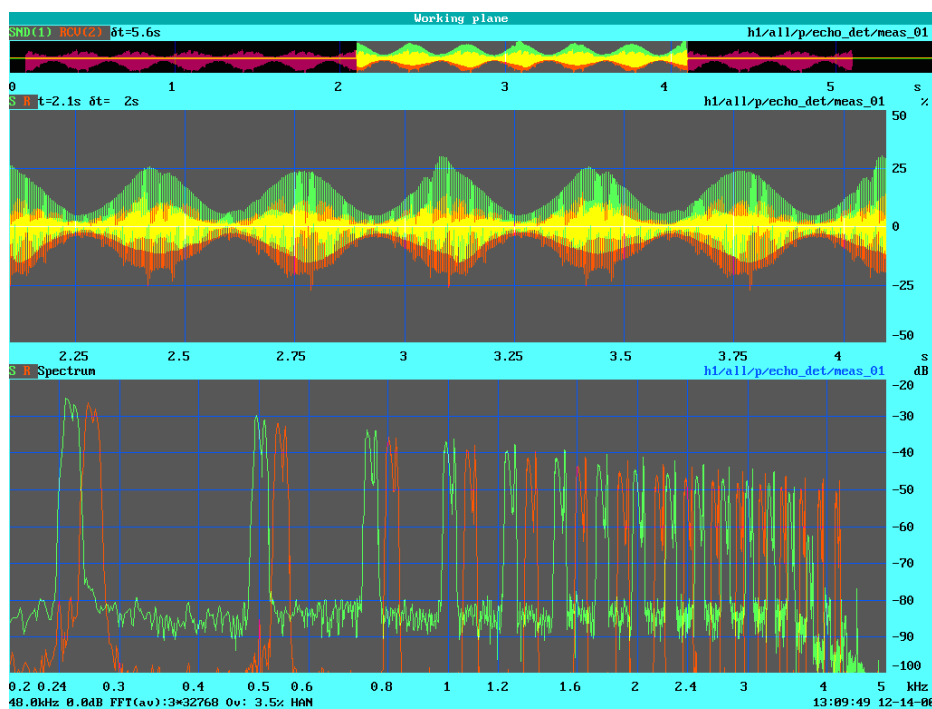 Working plane
SND(1) RCV(2) δt=5.6s h1/all/p/echo_det/meas_01
0 1 2 3 4 5 s
S R t=2.1s δt= 2s h1/all/p/echo_det/meas_01 50 %
25
0
-25
-50
2.25 2.5 2.75 3 3.25 3.5 3.75 4 s
S R Spectrum h1/all/p/echo_det/meas_01 dB
-20
-30
-40
-50
-60
-70
-80
-90
-100
0.2 0.24 0.3 0.4 0.5 0.6 0.8 1 1.2 1.6 2 2.4 3 4 5 kHz
48.0kHz 0.0dB FFT(av):3*32768 Ov: 3.5% HAN 13:09:49 12-14-00